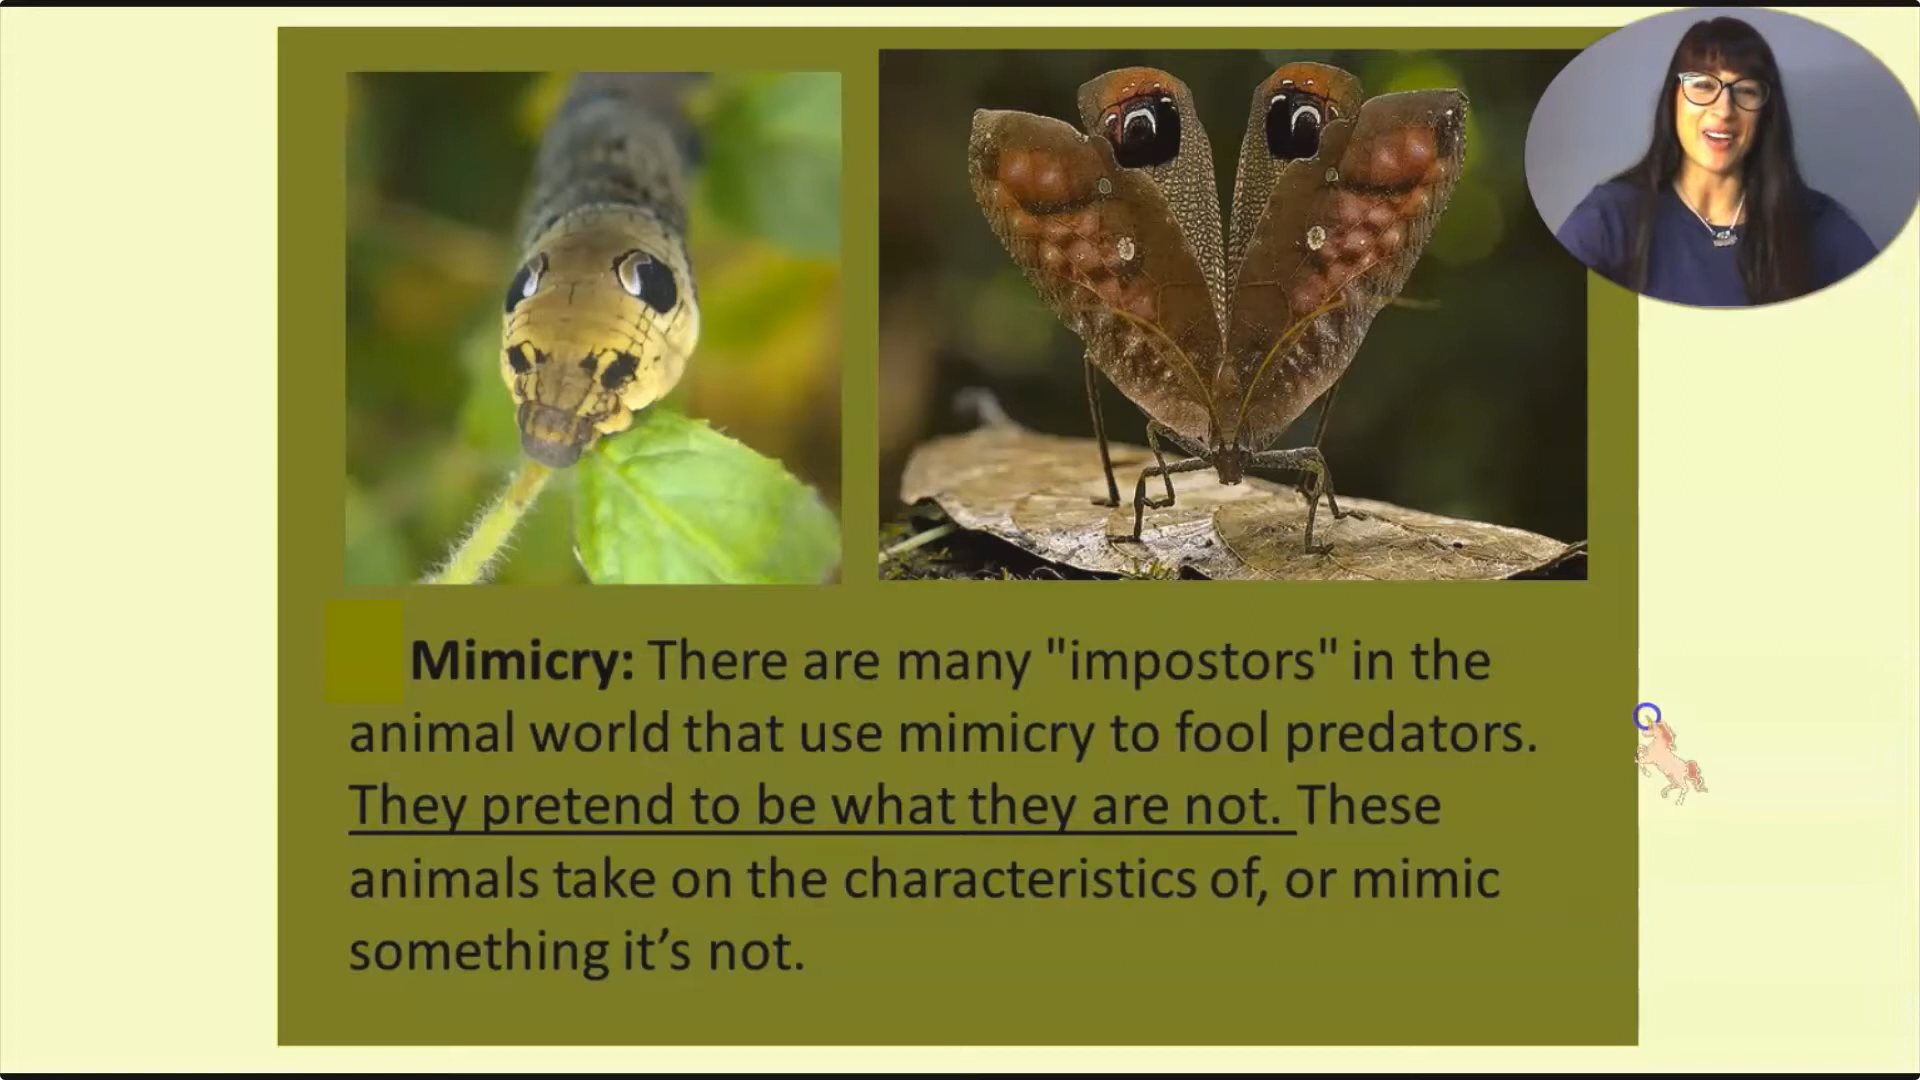 Mimicry: There are many "impostors" in the
animal world that use mimicry to fool predators.
They pretend to be what they are not. These
animals take on the characteristics of, or mimic
something it’s not.